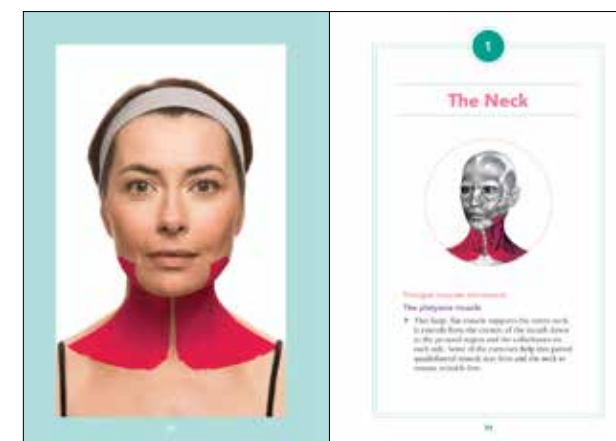 1
The Neck
Principal muscles concerned
The platysma muscle
This large, flat muscle supports the entire neck.
It extends from the corners of the mouth down
to the pectoral region and the collarbones on
each side. Some of the exercises help this paired
quadrilateral muscle stay firm and the neck to
remain wrinkle free.